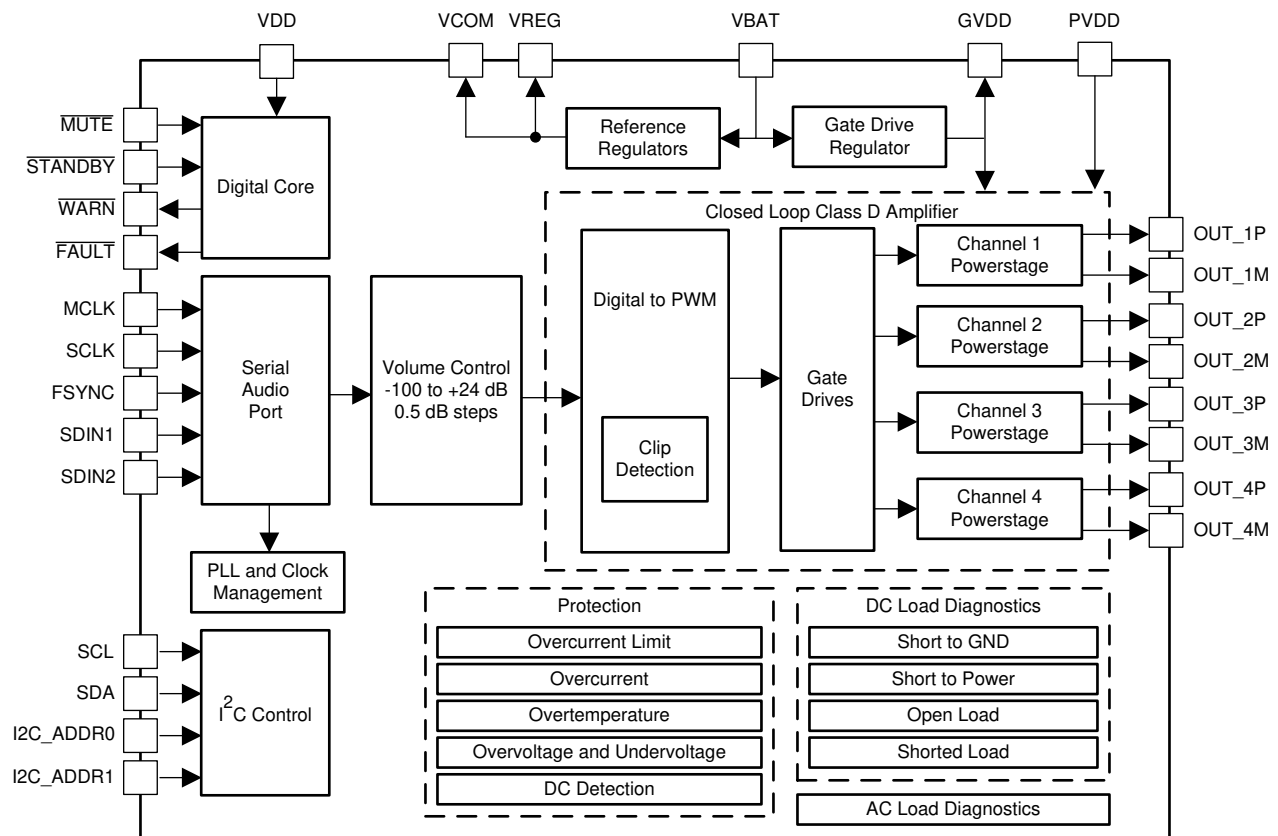 VDD
VCOM
VREG
VBAT
GVDD
PVDD
MUTE
STANDBY
WARN
FAULT
Digital Core
Reference
Regulators
Gate Drive
Regulator
MCLK
SCLK
FSYNC
SDIN1
SDIN2
Serial
Audio
Port
Volume Control
-100 to +24 dB
0.5 dB steps
PLL and Clock
Management
Closed Loop Class D Amplifier
Digital to PWM
Clip
Detection
Gate
Drives
Channel 1
Powerstage
Channel 2
Powerstage
Channel 3
Powerstage
Channel 4
Powerstage
OUT_1P
OUT_1M
OUT_2P
OUT_2M
OUT_3P
OUT_3M
OUT_4P
OUT_4M
SCL
SDA
I2C_ADDR0
I2C_ADDR1
I²C Control
Protection
Overcurrent Limit
Overcurrent
Overtemperature
Overvoltage and Undervoltage
DC Detection
DC Load Diagnostics
Short to GND
Short to Power
Open Load
Shorted Load
AC Load Diagnostics